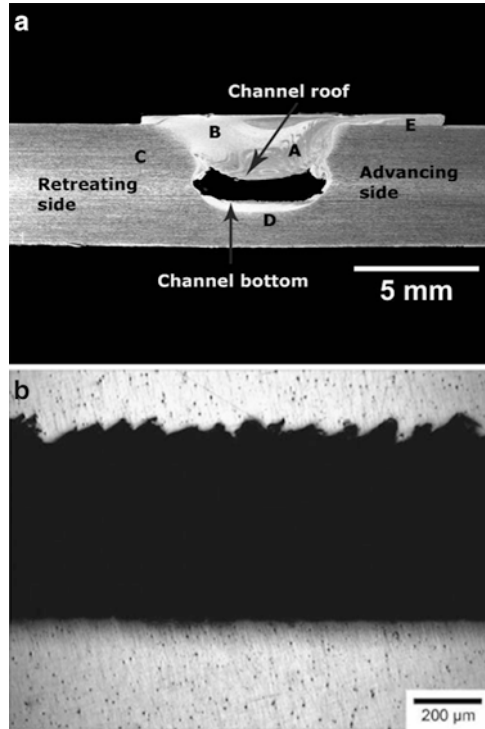 a
Channel roof
B
E
A
C
Retreating
side
Advancing
side
D
Channel bottom
5 mm
b
200 µm